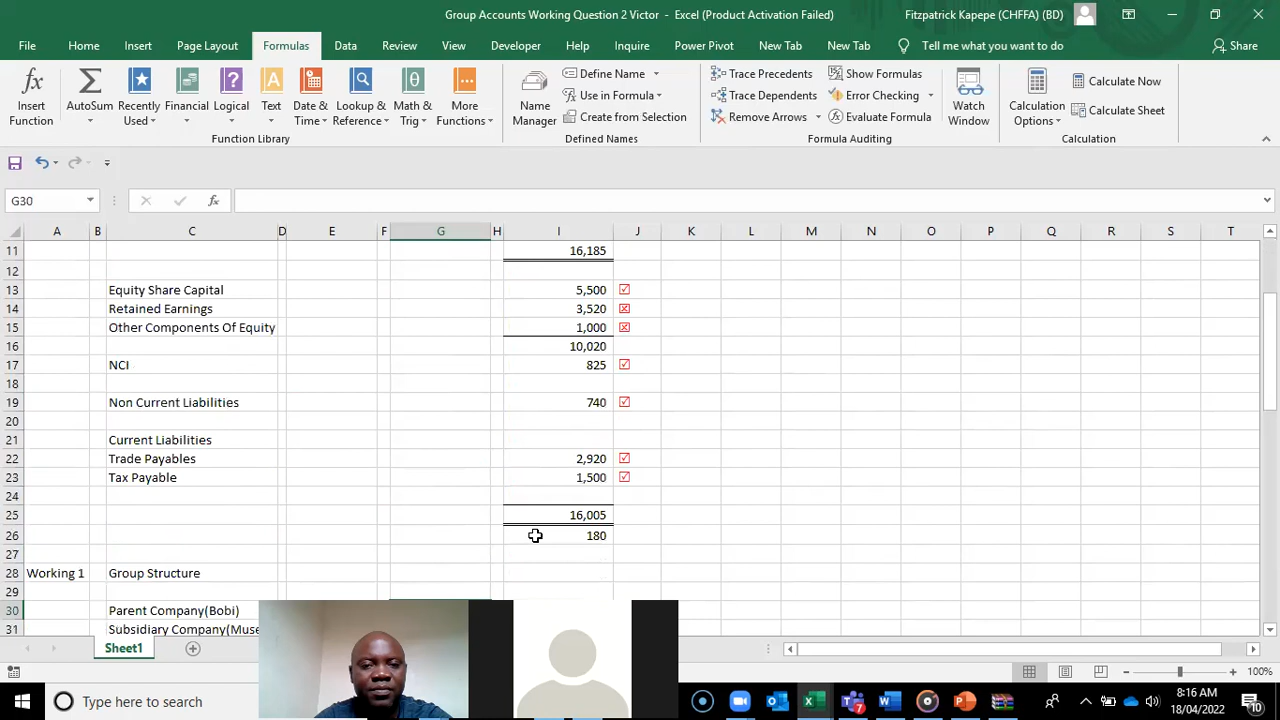 Group Accounts Working Question 2 Victor - Excel (Product Activation Failed) Fitzpatrick Kapepe (CHFFA) (BD)
File Home Insert Page Layout Formulas Data Review View Developer Help Inquire Power Pivot New Tab New Tab Tell me what you want to do Share
Insert Function
AutoSum
Recently Used
Financial
Logical
Text
Date & Time
Lookup & Reference
Math & Trig
More Functions
Function Library
Name Manager
Define Name
Use in Formula
Create from Selection
Defined Names
Trace Precedents
Trace Dependents
Remove Arrows
Show Formulas
Error Checking
Evaluate Formula
Formula Auditing
Watch Window
Calculation Options
Calculate Now
Calculate Sheet
Calculation
G30 fx
A B C D E F G H I J K L M N O P Q R S T
11 16,185
12
13 Equity Share Capital 5,500 ☑
14 Retained Earnings 3,520 ☒
15 Other Components Of Equity 1,000 ☒
16 10,020
17 NCI 825 ☑
18
19 Non Current Liabilities 740 ☑
20
21 Current Liabilities
22 Trade Payables 2,920 ☑
23 Tax Payable 1,500 ☑
24
25 16,005
26 180
27
28 Working 1 Group Structure
29
30 Parent Company(Bobi)
31 Subsidiary Company(Muse
Sheet1
100%
Type here to search
8:16 AM
18/04/2022
10